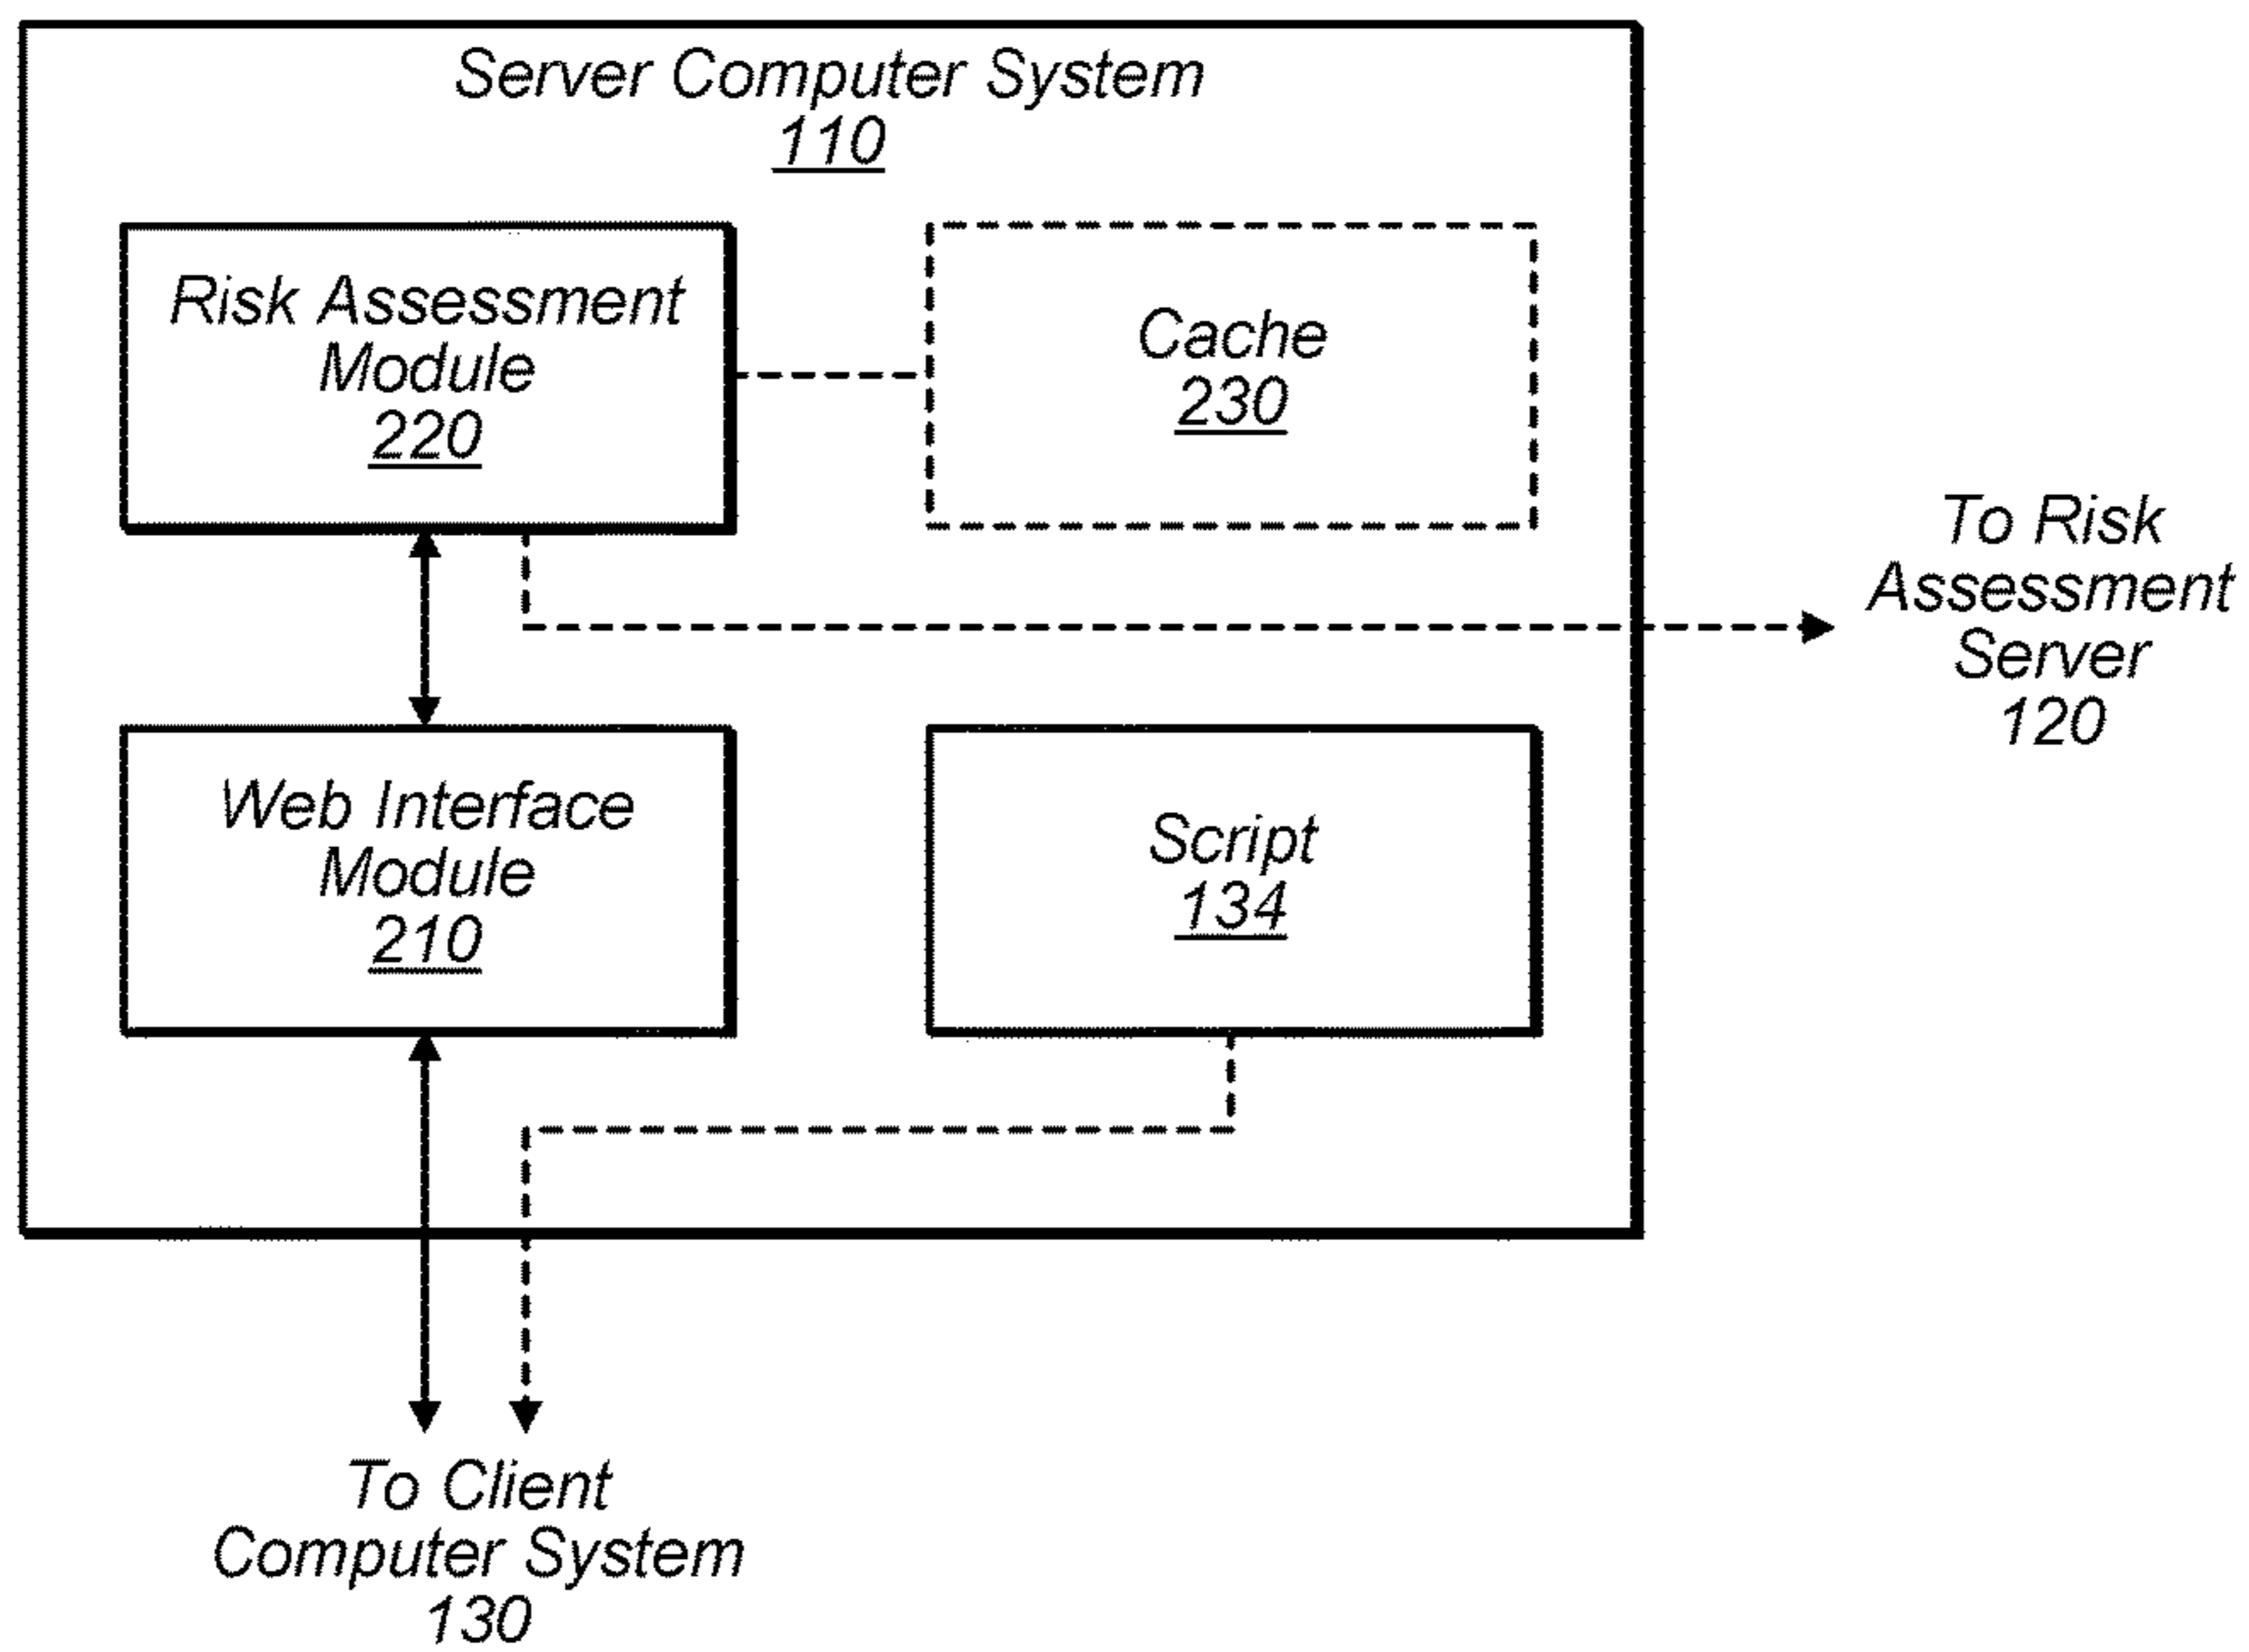 Server Computer System
110
Risk Assessment
Module
220
Cache
230
To Risk
Assessment
Server
120
Web Interface
Module
210
Script
134
To Client
Computer System
130